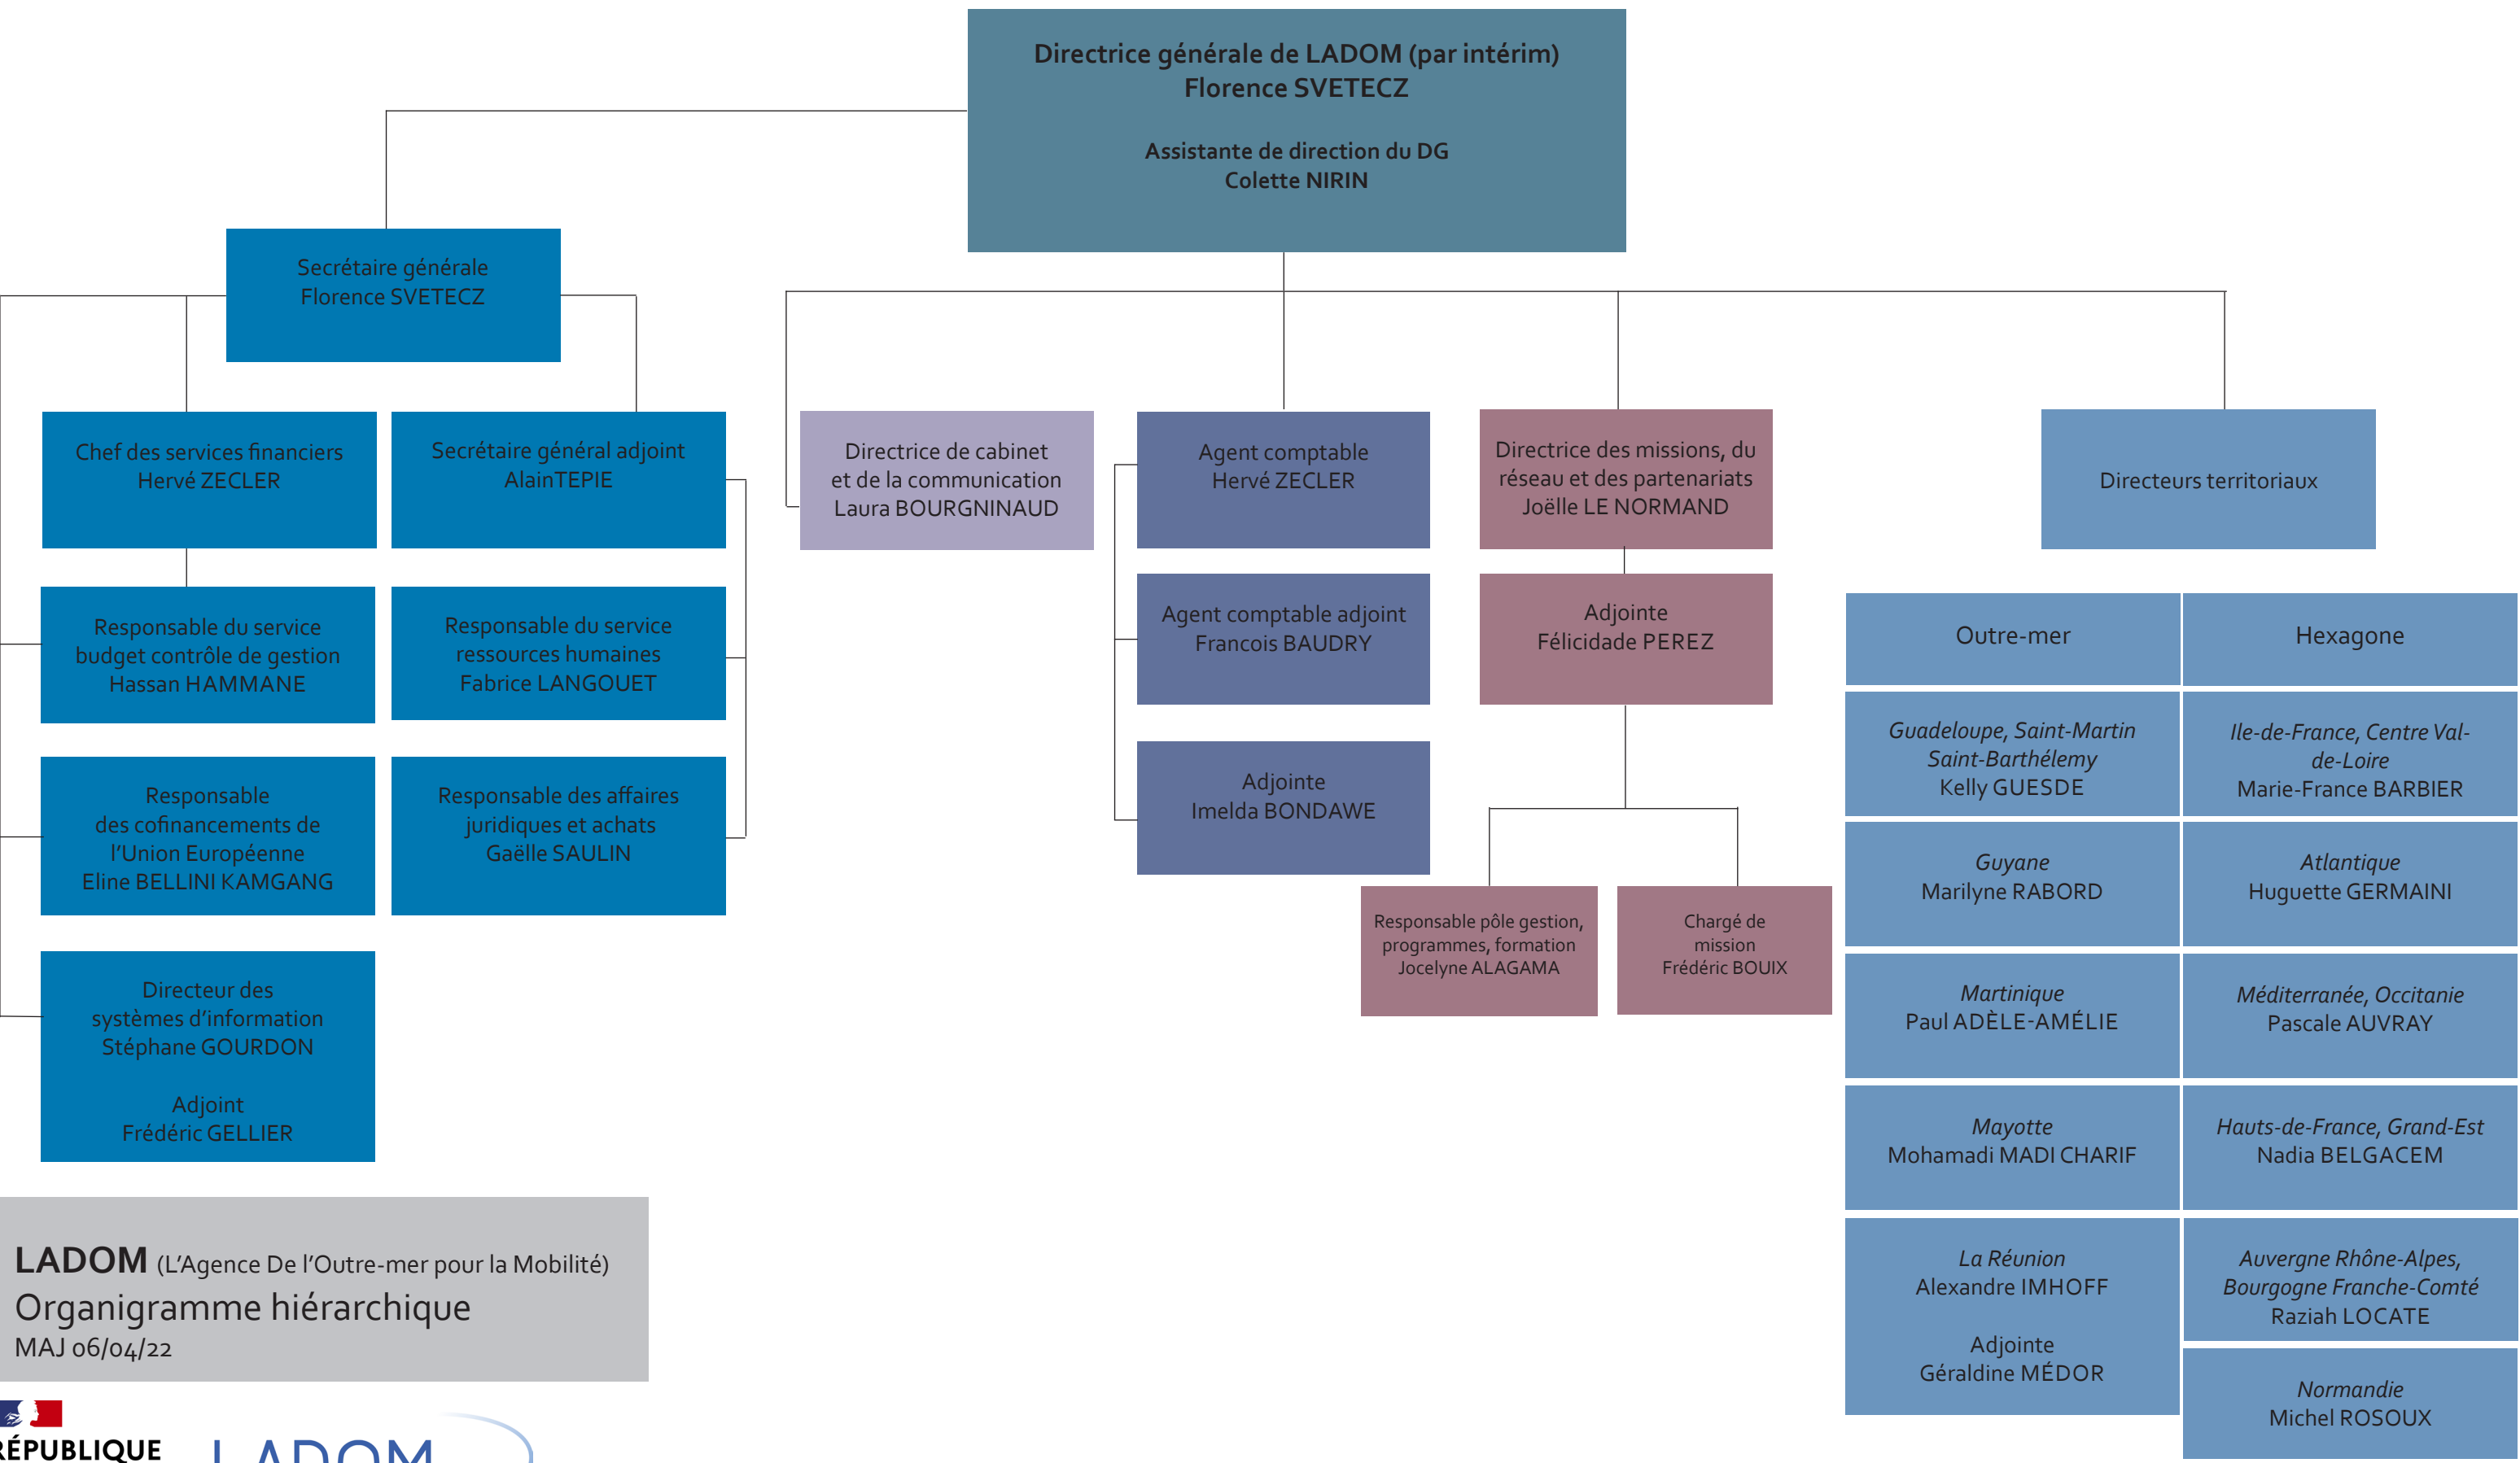 Directrice générale de LADOM (par intérim)
Florence SVETECZ
Assistante de direction du DG
Colette NIRIN
Secrétaire générale
Florence SVETECZ
Chef des services financiers
Hervé ZECLER
Secrétaire général adjoint
AlainTEPIE
Responsable du service
budget contrôle de gestion
Hassan HAMMANE
Responsable du service
ressources humaines
Fabrice LANGOUET
Responsable
des cofinancements de
l'Union Européenne
Eline BELLINI KAMGANG
Responsable des affaires
juridiques et achats
Gaëlle SAULIN
Directeur des
systèmes d'information
Stéphane GOURDON
Adjoint
Frédéric GELLIER
Directrice de cabinet
et de la communication
Laura BOURGNINAUD
Agent comptable
Hervé ZECLER
Agent comptable adjoint
Francois BAUDRY
Adjointe
Imelda BONDAWE
Directrice des missions, du
réseau et des partenariats
Joëlle LE NORMAND
Adjointe
Félicidade PEREZ
Responsable pôle gestion,
programmes, formation
Jocelyne ALAGAMA
Chargé de
mission
Frédéric BOUIX
Directeurs territoriaux
Outre-mer
Guadeloupe, Saint-Martin
Saint-Barthélemy
Kelly GUESDE
Guyane
Marilyne RABORD
Martinique
Paul ADÈLE-AMÉLIE
Mayotte
Mohamadi MADI CHARIF
La Réunion
Alexandre IMHOFF
Adjointe
Géraldine MÉDOR
Hexagone
Ile-de-France, Centre Val-
de-Loire
Marie-France BARBIER
Atlantique
Huguette GERMAINI
Méditerranée, Occitanie
Pascale AUVRAY
Hauts-de-France, Grand-Est
Nadia BELGACEM
Auvergne Rhône-Alpes,
Bourgogne Franche-Comté
Raziah LOCATE
Normandie
Michel ROSOUX
LADOM (L'Agence De l'Outre-mer pour la Mobilité)
Organigramme hiérarchique
MAJ 06/04/22
RÉPUBLIQUE
LADOM